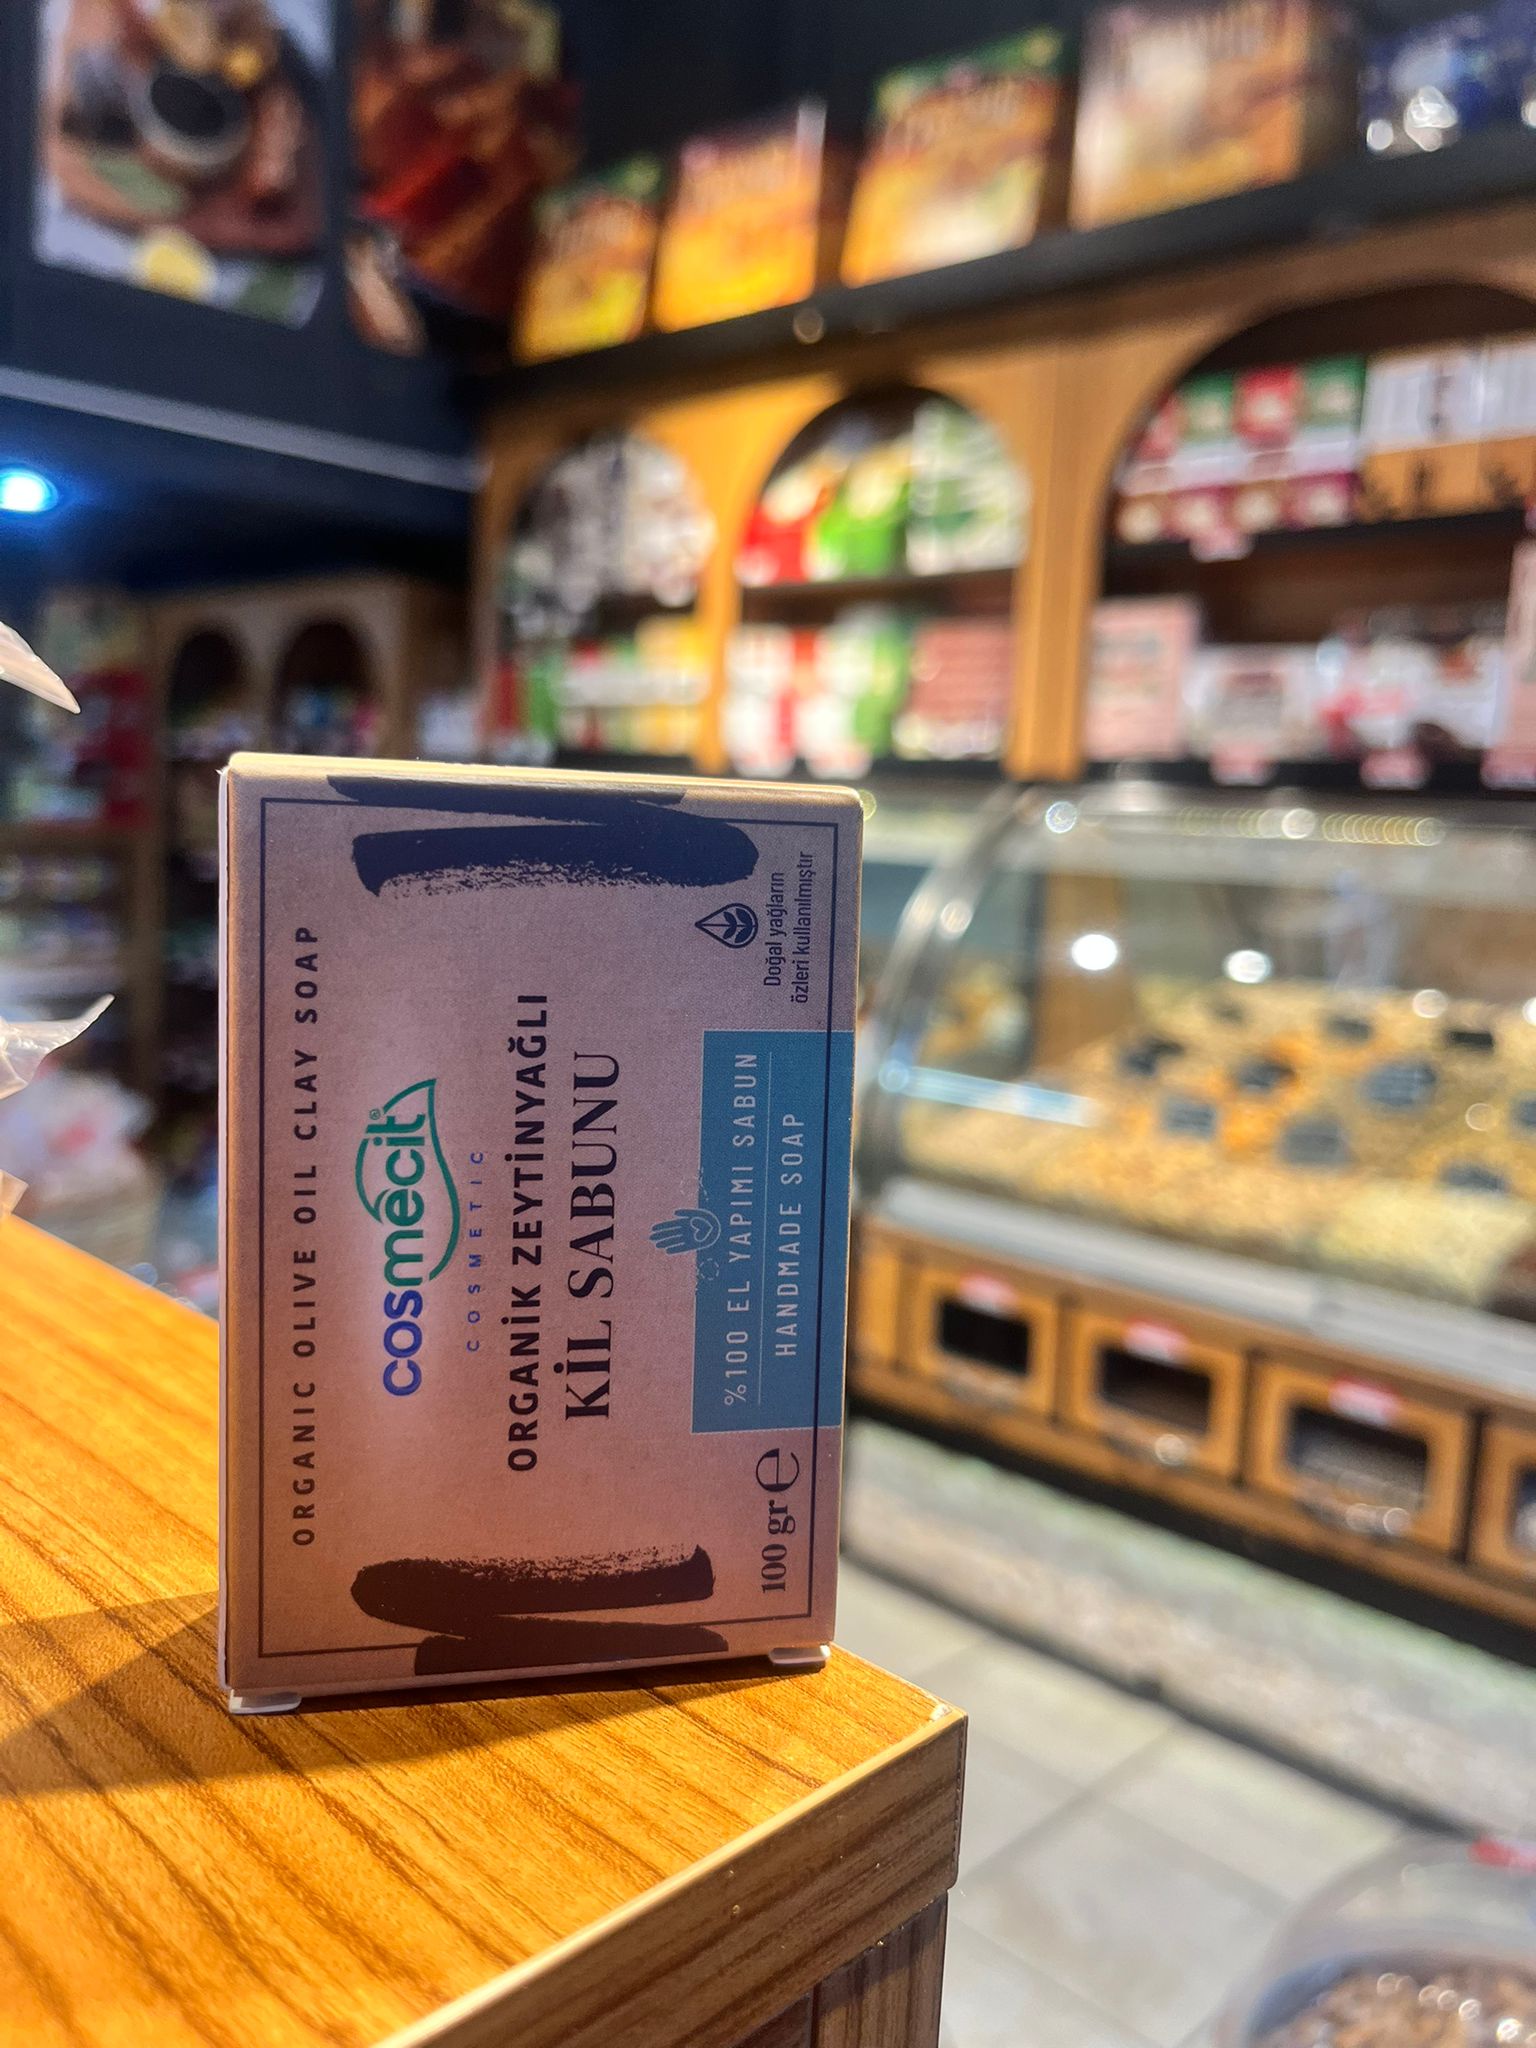 ORGANIC OLIVE OIL CLAY SOAP
cosmêcit®
COSMETIC
ORGANİK ZEYTİNYAĞLI
KİL SABUNU
%100 EL YAPIMI SABUN
HANDMADE SOAP
100 gr e
Doğal yağların
özleri kullanılmıştır